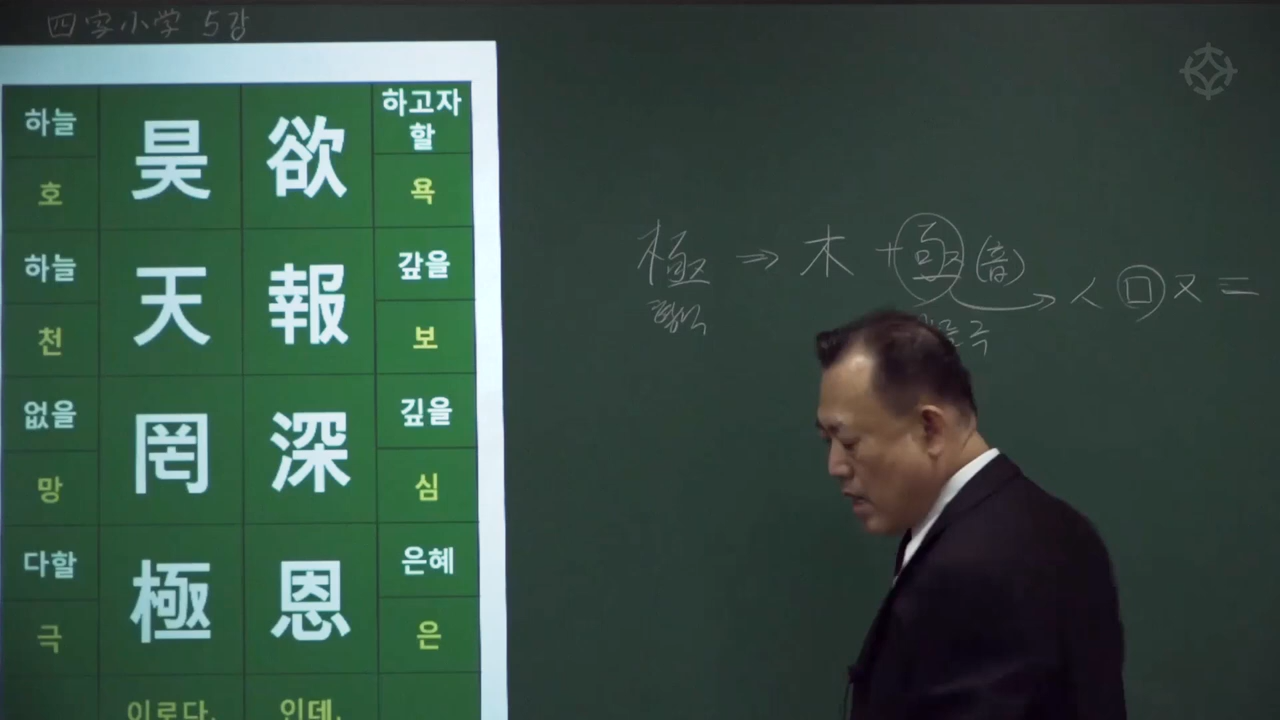 四字小学 5강
하늘 昊 欲 하고자
할
호 욕
하늘 天 報 갚을
천 보
없을 罔 深 깊을
망 심
다할 極 恩 은혜
극 은
이로다. 인데.
極 ⇒ 木 + 亟 (音) → 人 口 又 二
극